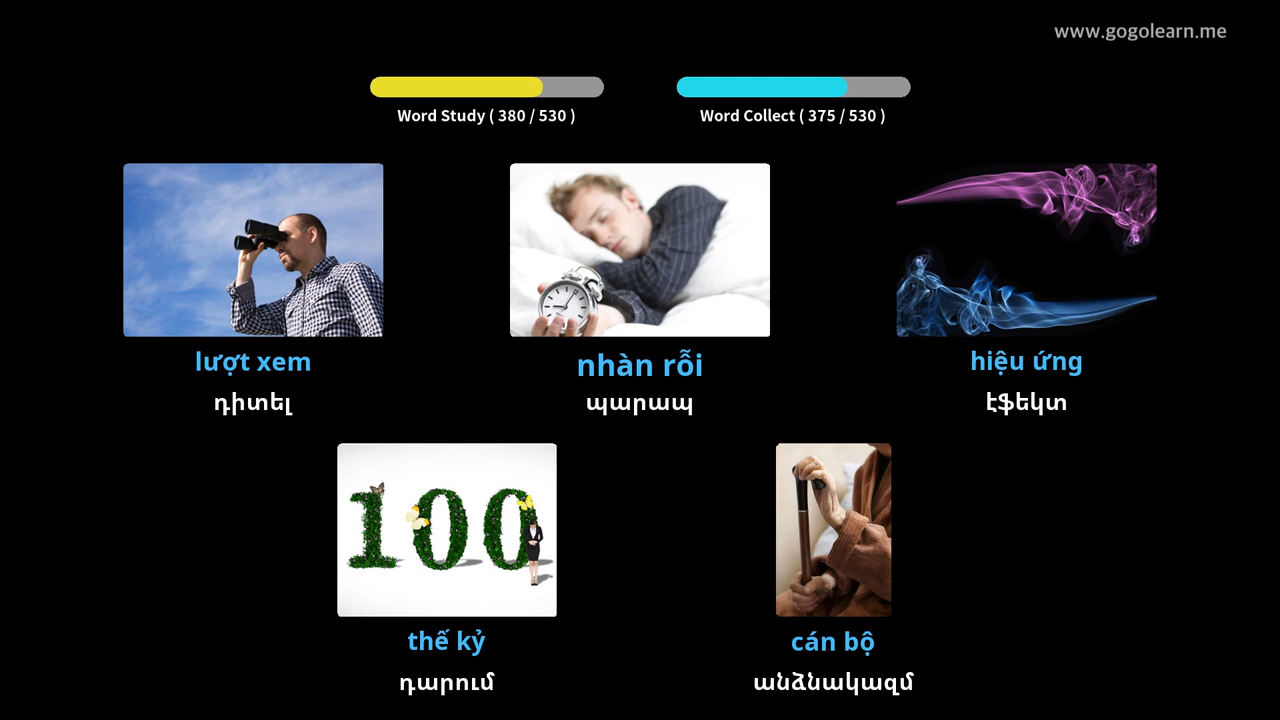 www.gogolearn.me
Word Study ( 380 / 530 )
Word Collect ( 375 / 530 )
lượt xem
դիտել
nhàn rỗi
պարապ
hiệu ứng
էֆեկտ
thế kỷ
դարում
cán bộ
անձնակազմ